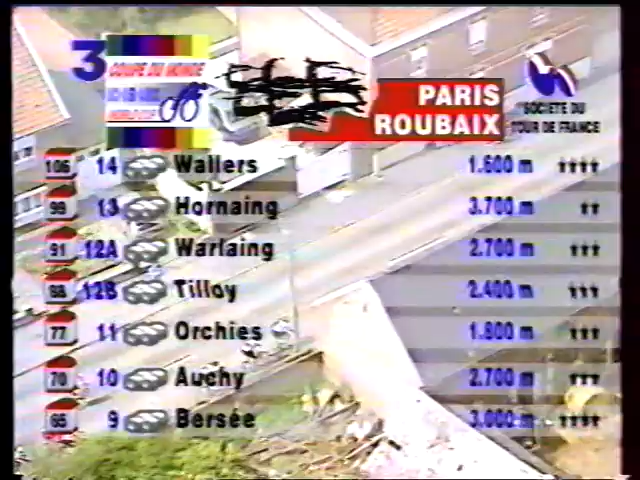 3
COUPE DU MONDE
PARIS
ROUBAIX
SOCIETE DU
TOUR DE FRANCE
106 14 Wallers 1.600 m ****
99 13 Hornaing 3.700 m **
91 12A Warlaing 2.700 m ***
88 12B Tilloy 2.400 m ***
77 11 Orchies 1.800 m ***
70 10 Auchy 2.700 m ***
65 9 Bersée 3.000 m ****